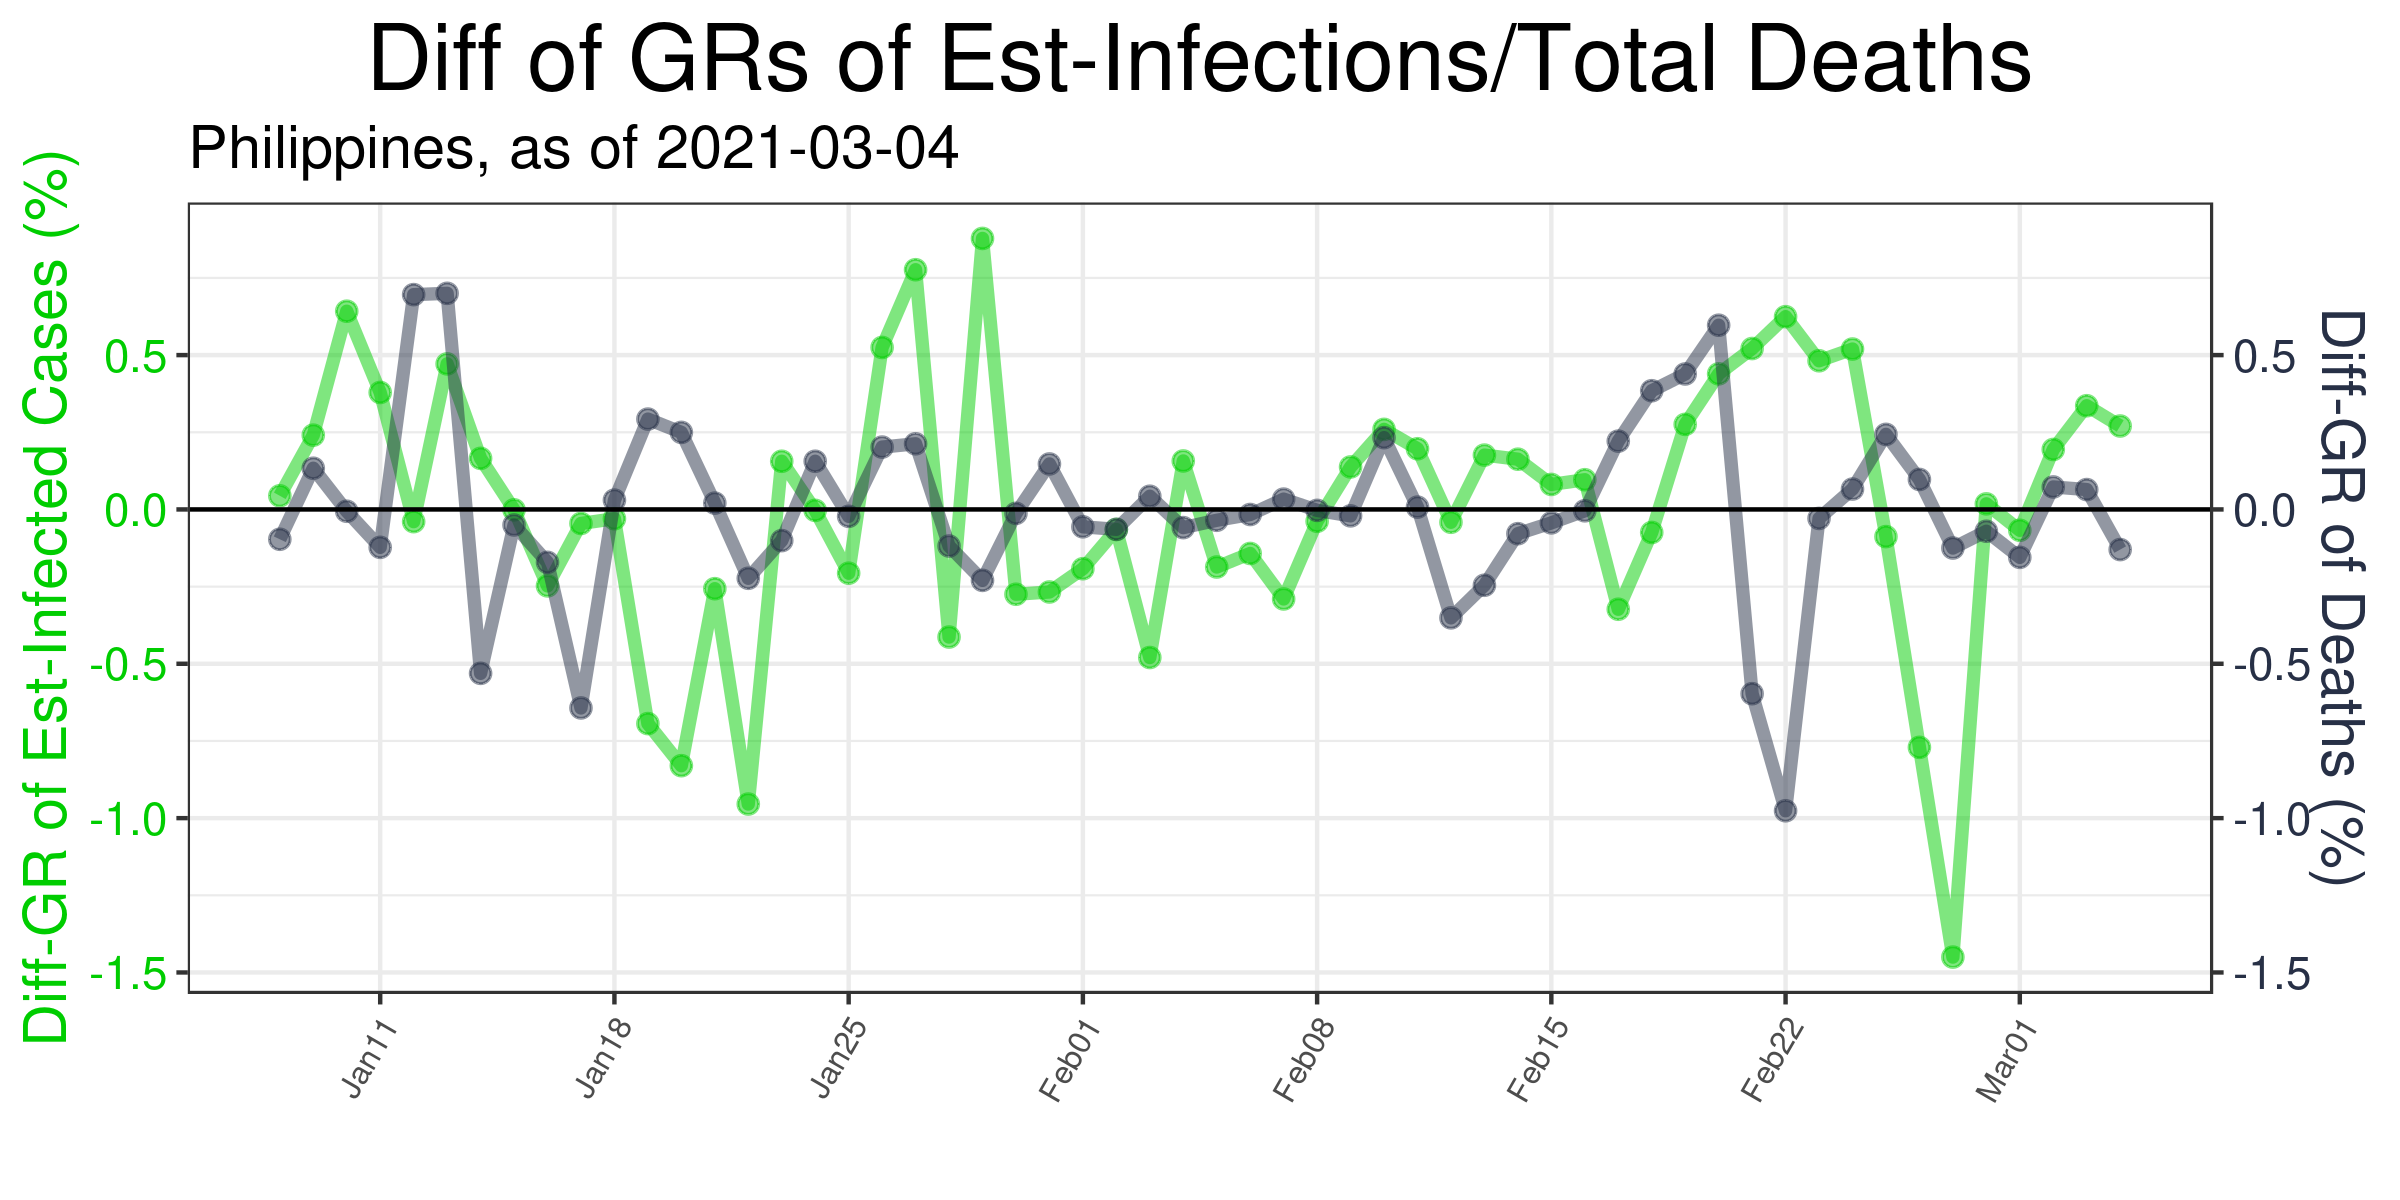 Diff of GRs of Est-Infections/Total Deaths
Philippines, as of 2021-03-04
Diff-GR of Est-Infected Cases (%)
0.5
0.0
-0.5
-1.0
-1.5
0.5
0.0
-0.5
-1.0
-1.5
Diff-GR of Deaths (%)
Jan11
Jan18
Jan25
Feb01
Feb08
Feb15
Feb22
Mar01